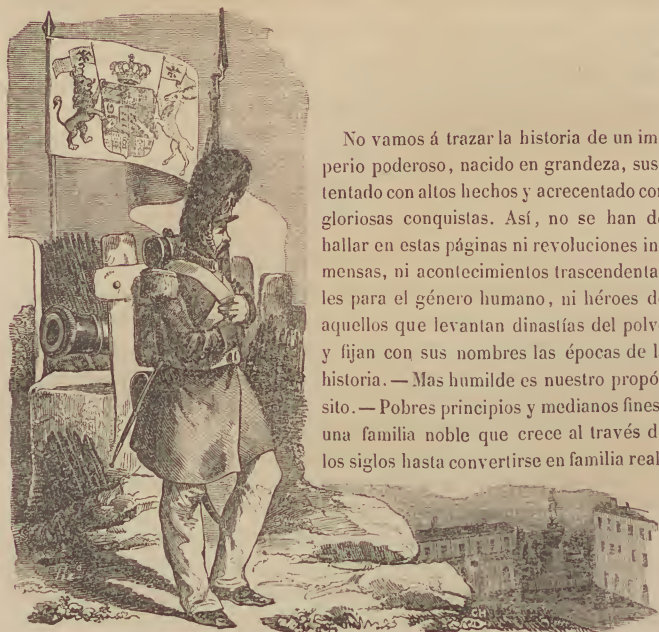 No vamos á trazar la historia de un im
perio poderoso, nacido en grandeza, sus
tentado con altos hechos y acrecentado con
gloriosas conquistas. Así, no se han de
hallar en estas páginas ni revoluciones in
mensas, ni acontecimientos trascendenta
les para el género humano, ni héroes d
aquellos que levantan dinastías del polv
y fijan con sus nombres las épocas de l
historia. — Mas humilde es nuestro propó
sito. — Pobres principios y medianos fines
una familia noble que crece al través d
los siglos hasta convertirse en familia real